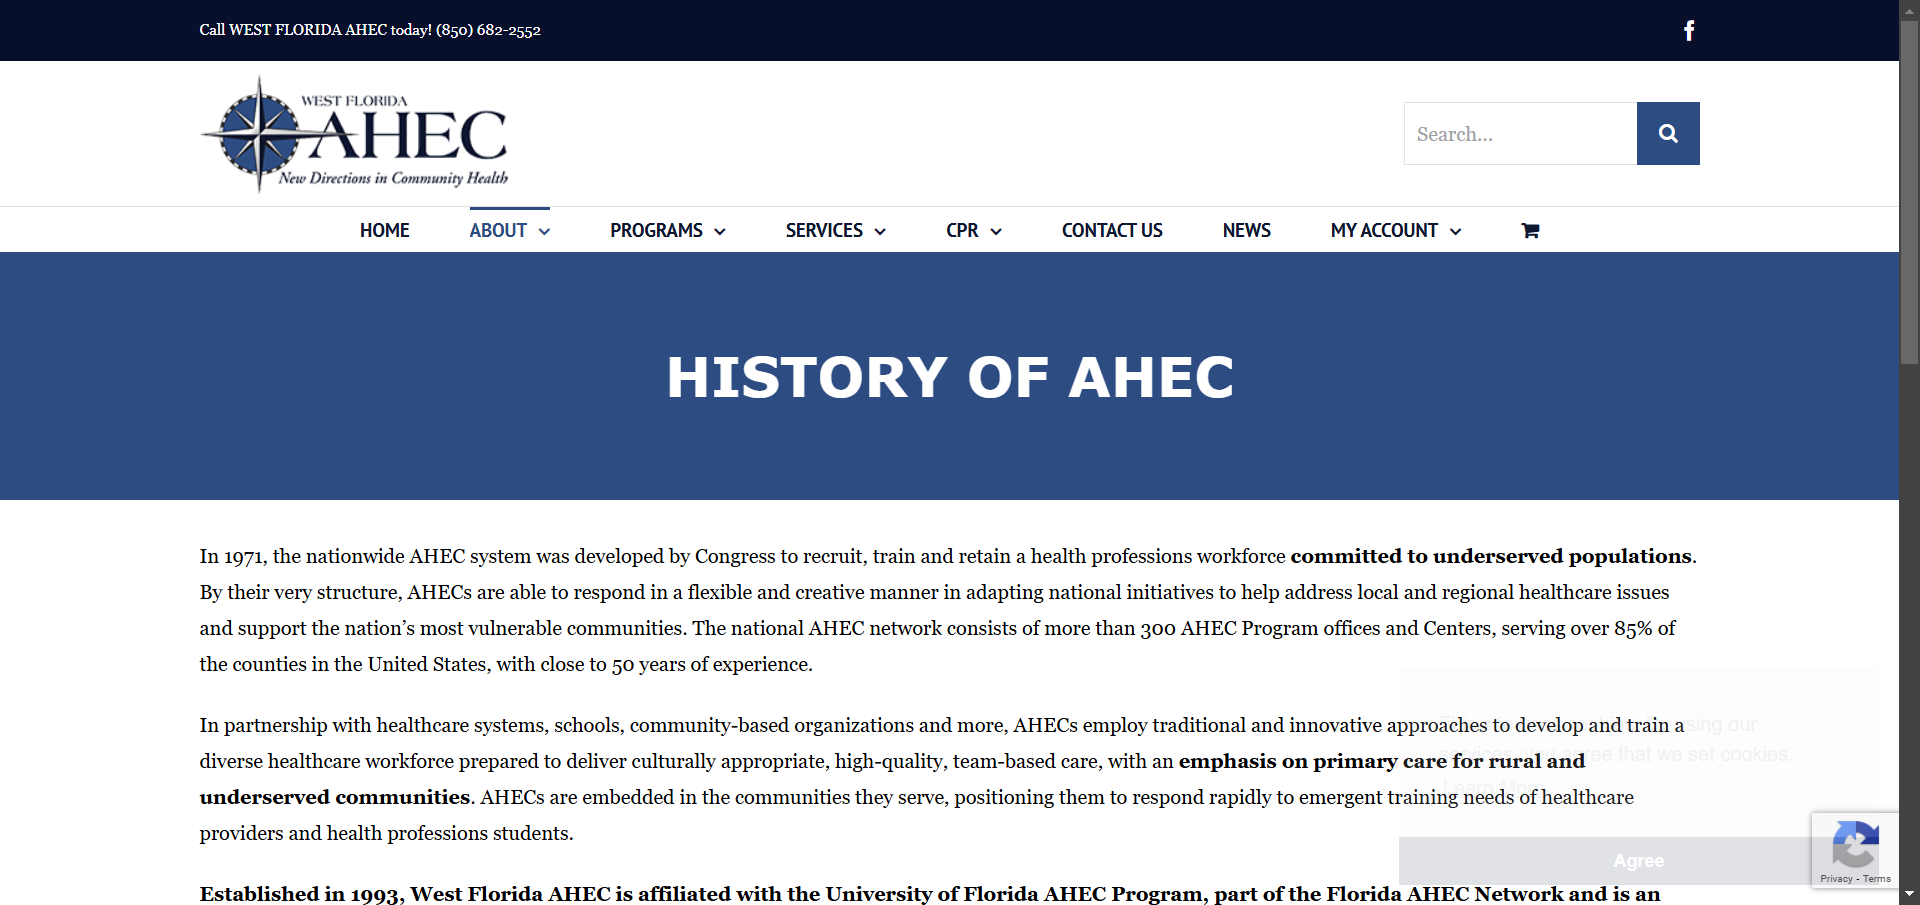 Call WEST FLORIDA AHEC today! (850) 682-2552
WEST FLORIDA
AHEC
New Directions in Community Health
Search...
HOME
ABOUT
PROGRAMS
SERVICES
CPR
CONTACT US
NEWS
MY ACCOUNT
HISTORY OF AHEC
In 1971, the nationwide AHEC system was developed by Congress to recruit, train and retain a health professions workforce committed to underserved populations.
By their very structure, AHECs are able to respond in a flexible and creative manner in adapting national initiatives to help address local and regional healthcare issues
and support the nation’s most vulnerable communities. The national AHEC network consists of more than 300 AHEC Program offices and Centers, serving over 85% of
the counties in the United States, with close to 50 years of experience.
In partnership with healthcare systems, schools, community-based organizations and more, AHECs employ traditional and innovative approaches to develop and train a
diverse healthcare workforce prepared to deliver culturally appropriate, high-quality, team-based care, with an emphasis on primary care for rural and
underserved communities. AHECs are embedded in the communities they serve, positioning them to respond rapidly to emergent training needs of healthcare
providers and health professions students.
Established in 1993, West Florida AHEC is affiliated with the University of Florida AHEC Program, part of the Florida AHEC Network and is an
using our
services, you agree that we set cookies.
Learn
Agree
Privacy - Terms